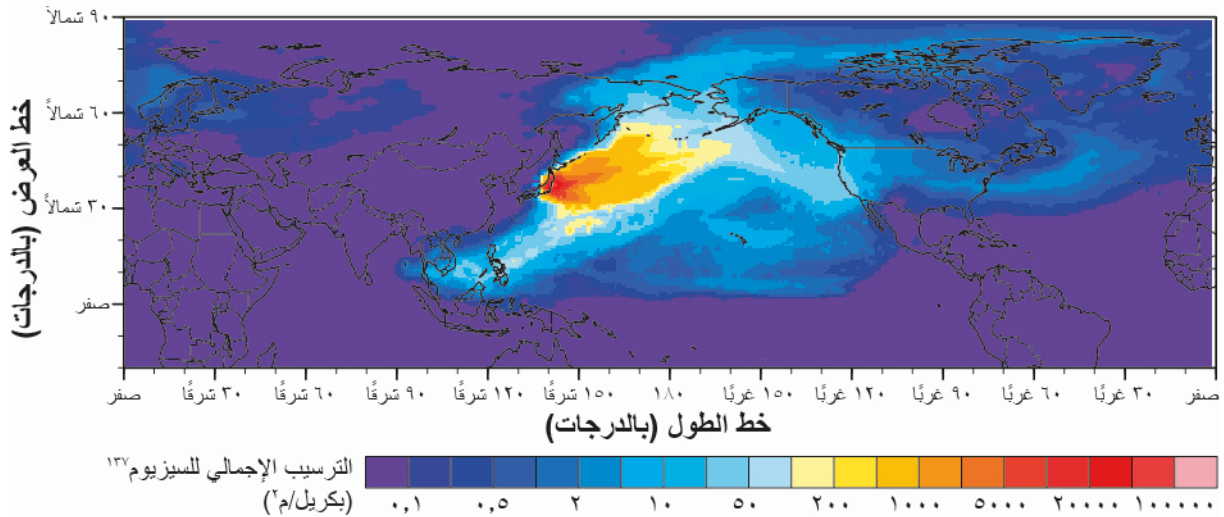 ٩٠ شمالاً
٦٠ شمالاً
٣٠ شمالاً
صفر
خط العرض (بالدرجات)
صفر ٣٠ شرقًا ٦٠ شرقًا ٩٠ شرقًا ١٢٠ شرقًا ١٥٠ شرقًا ١٨٠ ١٥٠ غربًا ١٢٠ غربًا ٩٠ غربًا ٦٠ غربًا ٣٠ غربًا صفر
خط الطول (بالدرجات)
الترسيب الإجمالي للسيزيوم١٣٧
(بكريل/م٢)
٠,١ ٠,٥ ٢ ١٠ ٥٠ ٢٠٠ ١٠٠٠ ٥٠٠٠ ٢٠٠٠٠ ١٠٠٠٠٠